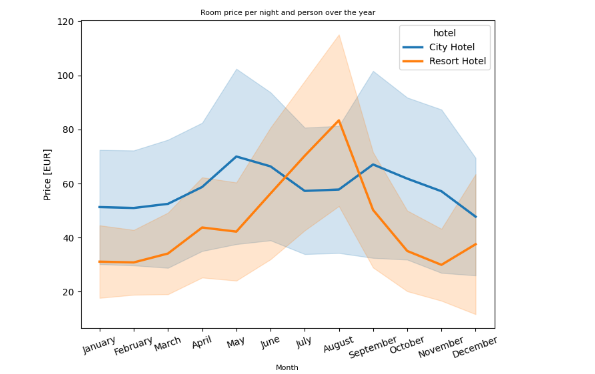 Room price per night and person over the year
hotel
City Hotel
Resort Hotel
Price [EUR]
120
100
80
60
40
20
January
February
March
April
May
June
July
August
September
October
November
December
Month